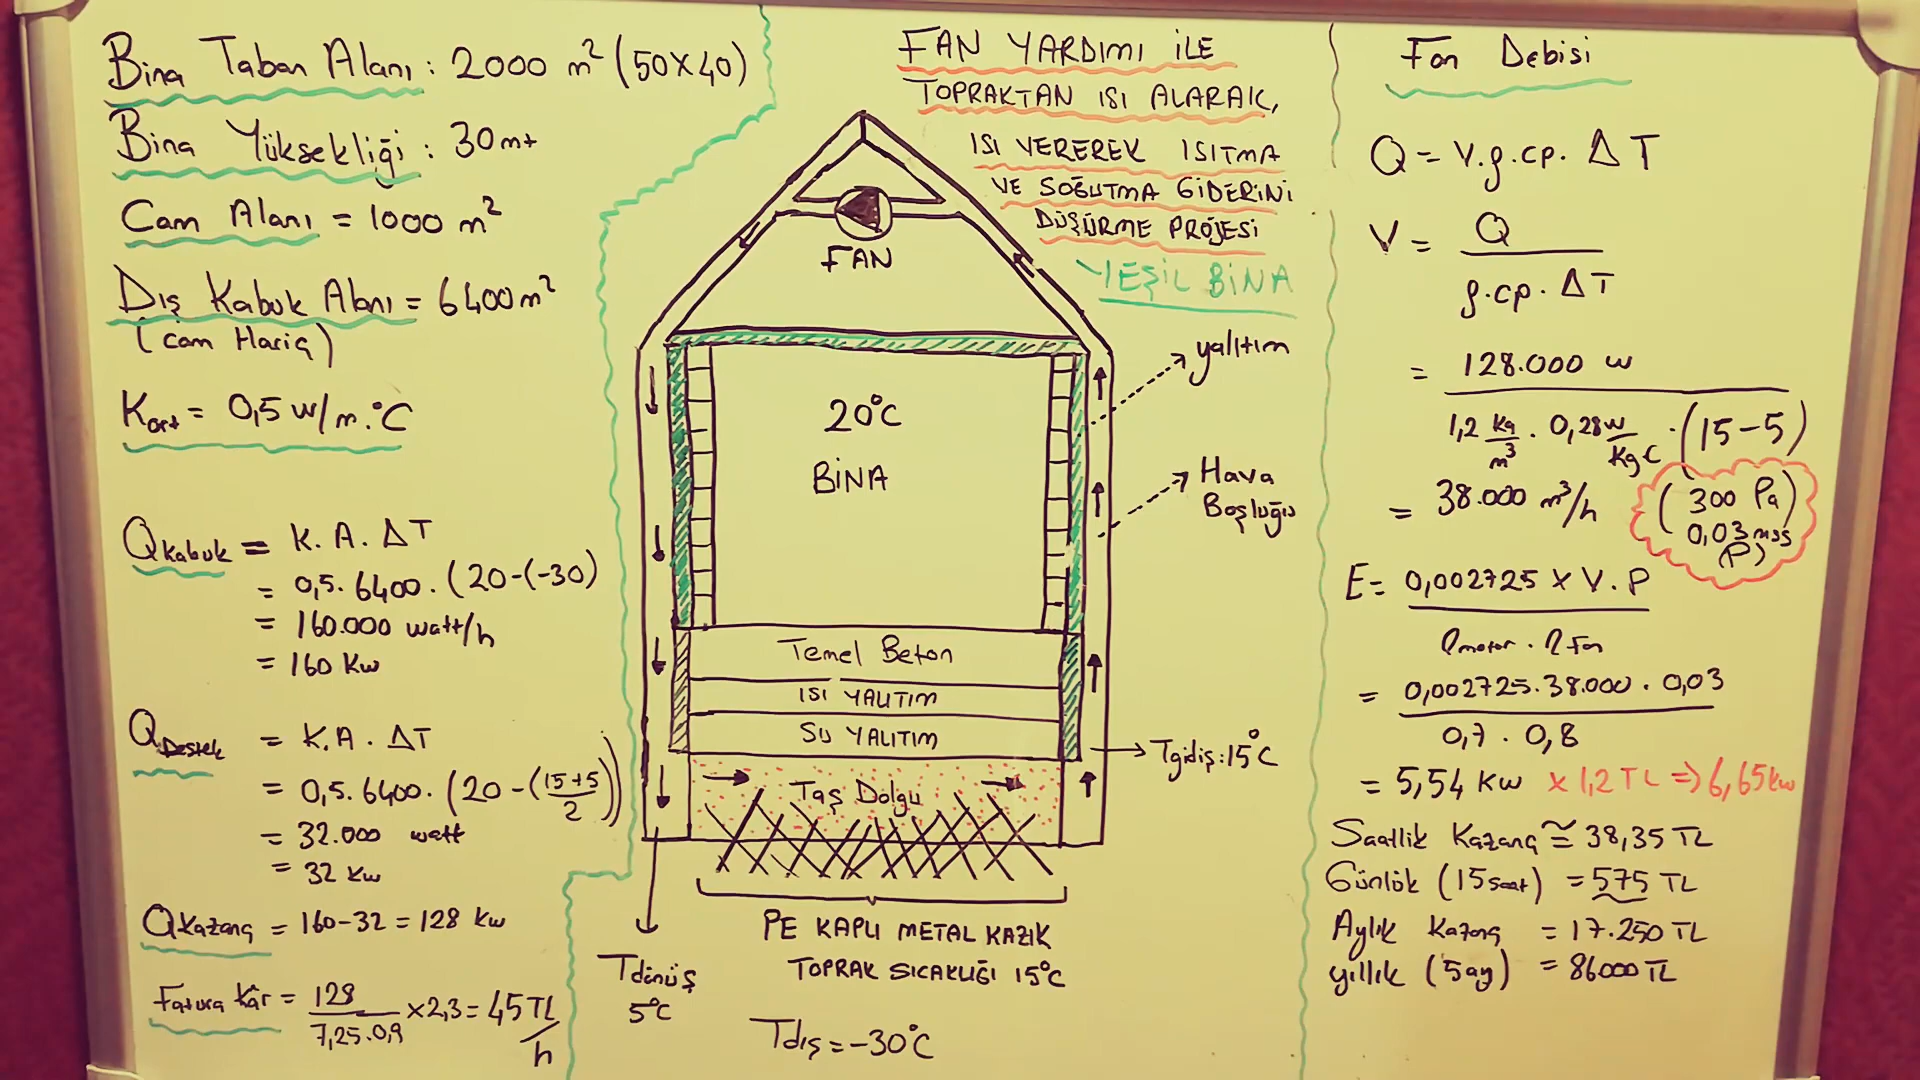 Bina Taban Alanı : 2000 m² (50x40)
Bina Yüksekliği : 30mt
Cam Alanı = 1000 m²
Dış Kabuk Alanı = 6400m²
(Cam Hariç)
Kort = 0,5 w/m.°C
Qkabuk = K. A. ΔT
= 0,5. 6400. (20-(-30)
= 160.000 watt/h
= 160 Kw
QDestek = K.A. ΔT
= 0,5. 6400. (20 - (15+5/2))
= 32.000 watt
= 32 Kw
Qkazanç = 160-32 = 128 Kw
Fatura Kâr = 128/7,25.0,9 x2,3 = 45 TL/h
FAN YARDIMI İLE
TOPRAKTAN ISI ALARAK,
ISI VEREREK ISITMA
VE SOĞUTMA GİDERİNİ
DÜŞÜRME PROJESİ
YEŞİL BİNA
FAN
yalıtım
20°C
BİNA
Hava
Boşluğu
Temel Beton
ISI YALITIM
SU YALITIM
Tgidiş:15°C
Taş Dolgu
PE KAPLI METAL KAZIK
TOPRAK SICAKLIĞI 15°C
Tdönüş
5°C
Tdış=-30°C
Fan Debisi
Q = V.ρ.cp. ΔT
V = Q
ρ.cp. ΔT
= 128.000 w
1,2 kg/m³ . 0,28 w/kgC . (15-5)
= 38.000 m³/h
(300 Pa)
0,03 mss
(P)
E = 0,002725 x V. P
ηmotor . ηfan
= 0,002725.38.000. 0,03
0,7 . 0,8
= 5,54 Kw x 1,2 TL => 6,65kw
Saatlik Kazanç ≅ 38,35 TL
Günlük (15 saat) = 575 TL
Aylık Kazanç = 17.250 TL
yıllık (5ay) = 86000 TL